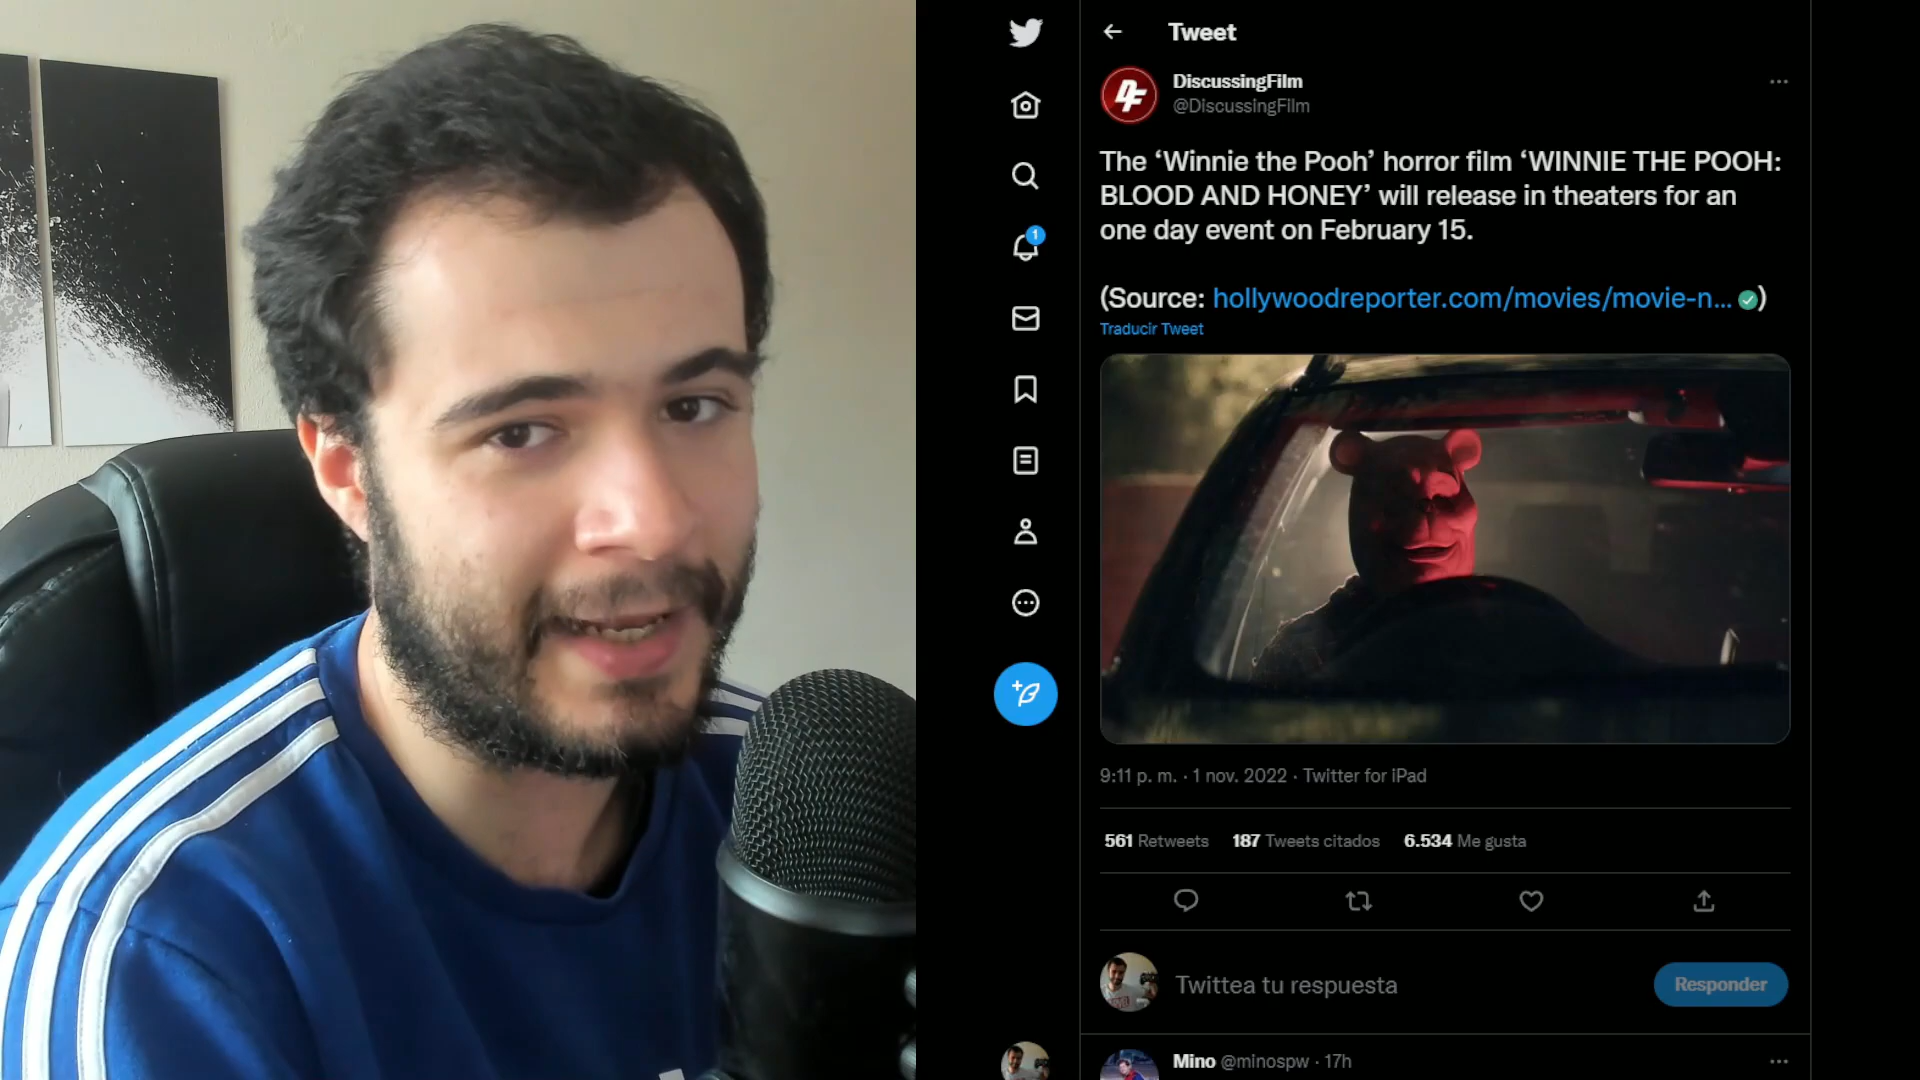 Tweet
DiscussingFilm
@DiscussingFilm
The ‘Winnie the Pooh’ horror film ‘WINNIE THE POOH:
BLOOD AND HONEY’ will release in theaters for an
one day event on February 15.
(Source: hollywoodreporter.com/movies/movie-n... )
Traducir Tweet
9:11 p. m. · 1 nov. 2022 · Twitter for iPad
561 Retweets 187 Tweets citados 6.534 Me gusta
Twittea tu respuesta
Responder
Mino @minospw · 17h
1